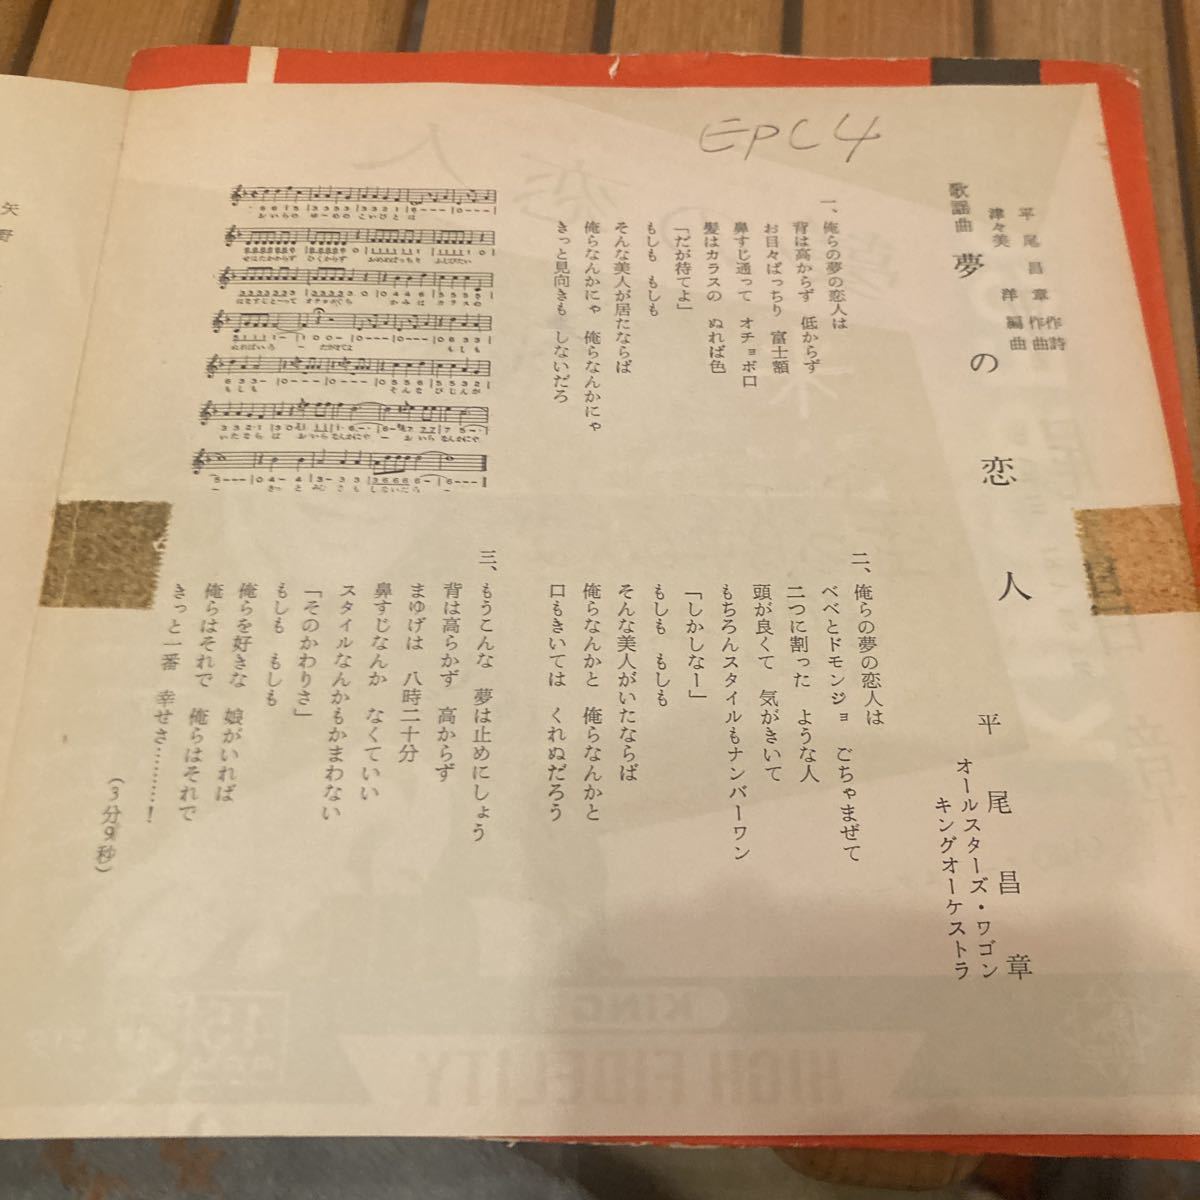 EPC4
歌謡曲
夢の恋人
平尾昌章 作詩作曲
津々美 洋 編曲
平尾昌章
オールスターズ・ワゴン
キングオーケストラ
一、俺らの夢の恋人は
背は高からず 低からず
お目々ぱっちり 富士額
鼻すじ通って オチョボ口
髪はカラスの ぬれば色
「だが待てよ」
もしも もしも
そんな美人が居たならば
俺らなんかにゃ 俺らなんかにゃ
きっと見向きも しないだろ
二、俺らの夢の恋人は
ベベとドモンジョ ごちゃまぜて
二つに割った ような人
頭が良くて 気がきいて
もちろんスタイルもナンバーワン
「しかしなー」
もしも もしも
そんな美人がいたならば
俺らなんかと 俺らなんかと
口もきいては くれぬだろう
三、もうこんな 夢は止めにしょう
背は高らかず 高からず
まゆげは 八時二十分
鼻すじなんか なくていい
スタイルなんかもかまわない
「そのかわりさ」
もしも もしも
俺らを好きな 娘がいれば
俺らはそれで 俺らはそれで
きっと一番 幸せさ………！
（3分9秒）
矢野
KING
HIGH FIDELITY